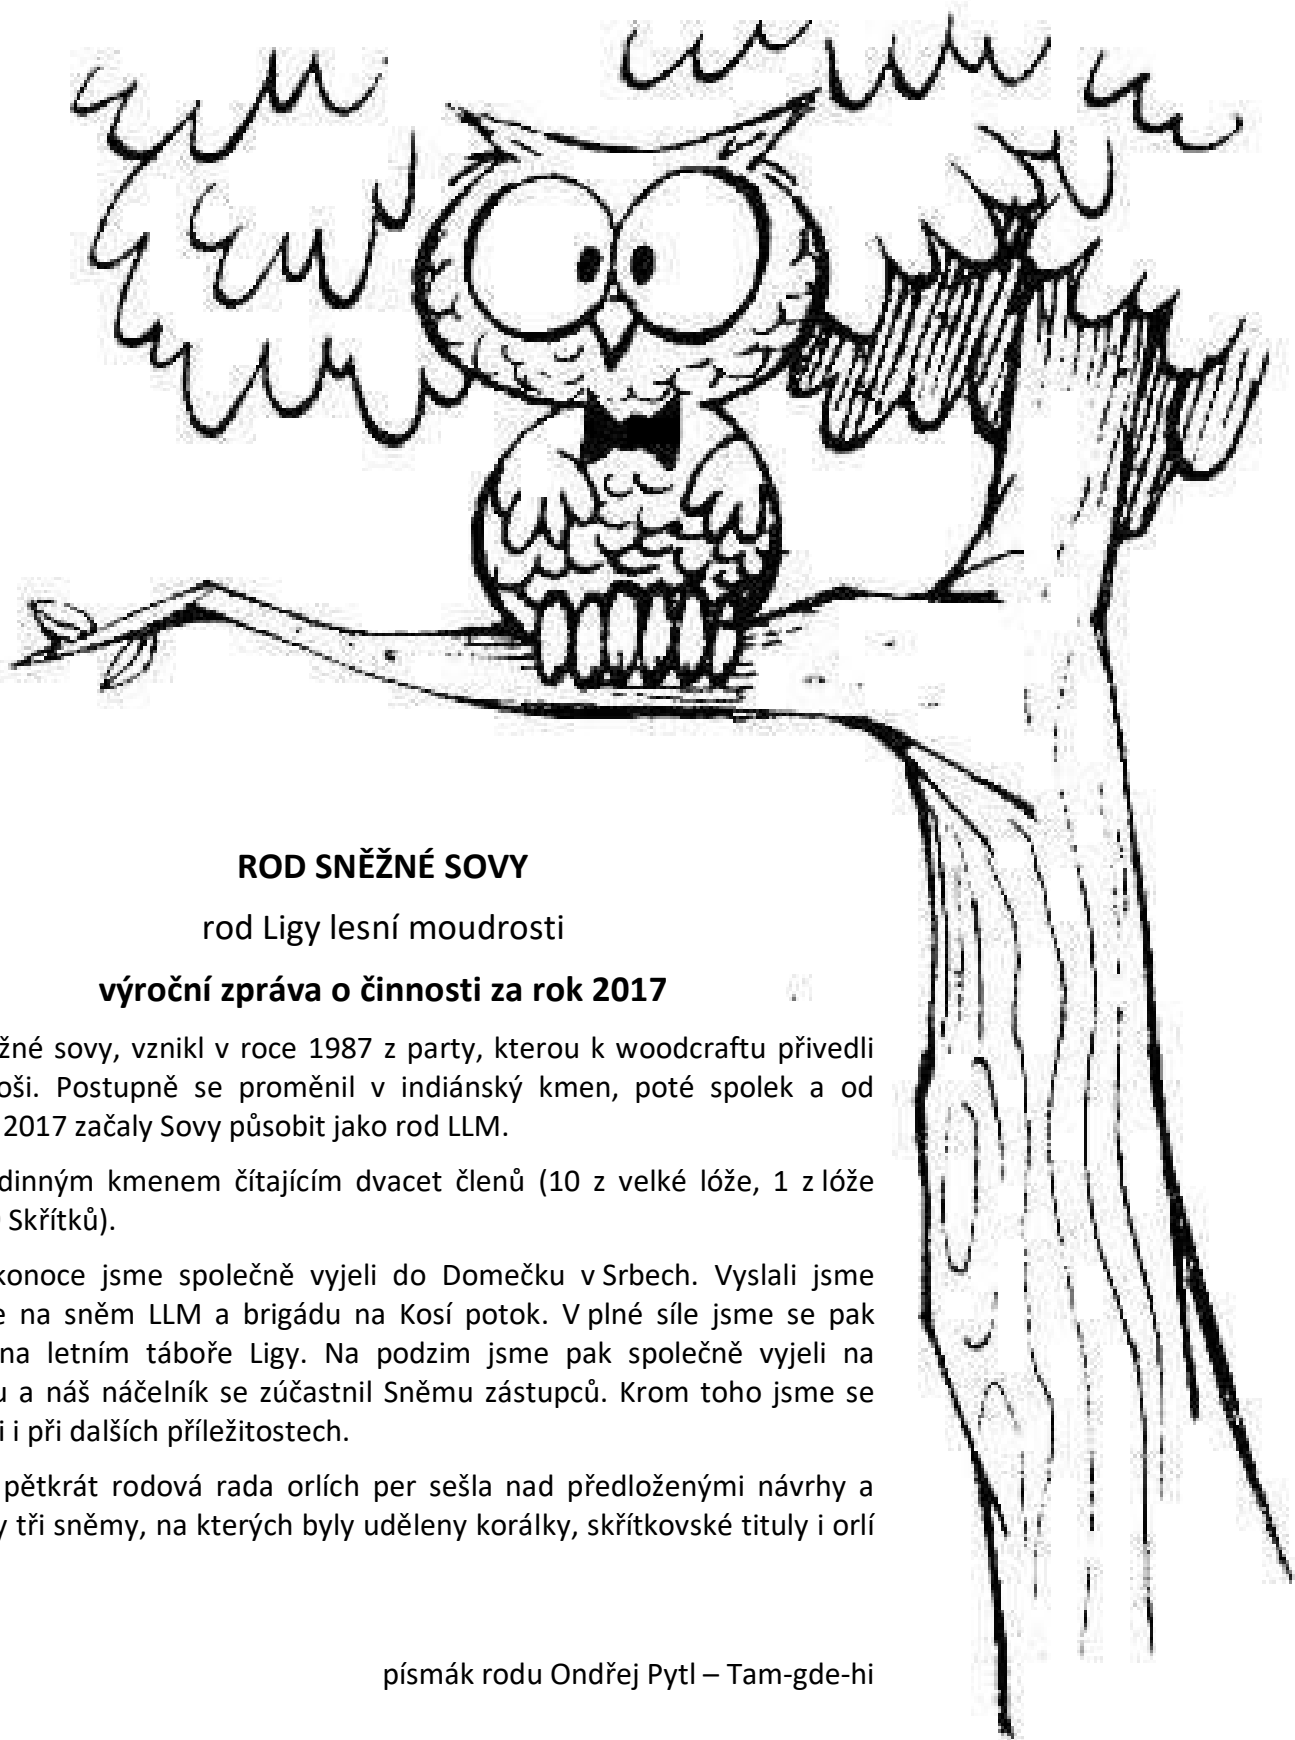 ROD SNĚŽNÉ SOVY
rod Ligy lesní moudrosti
výroční zpráva o činnosti za rok 2017
žné sovy, vznikl v roce 1987 z party, kterou k woodcraftu přivedli
oši. Postupně se proměnil v indiánský kmen, poté spolek a od
2017 začaly Sovy působit jako rod LLM.
dinným kmenem čítajícím dvacet členů (10 z velké lóže, 1 z lóže
Skřítků).
konoce jsme společně vyjeli do Domečku v Srbech. Vyslali jsme
e na sněm LLM a brigádu na Kosí potok. V plné síle jsme se pak
na letním táboře Ligy. Na podzim jsme pak společně vyjeli na
u a náš náčelník se zúčastnil Sněmu zástupců. Krom toho jsme se
i i při dalších příležitostech.
pětkrát rodová rada orlích per sešla nad předloženými návrhy a
y tři sněmy, na kterých byly uděleny korálky, skřítkovské tituly i orlí
písmák rodu Ondřej Pytl – Tam-gde-hi